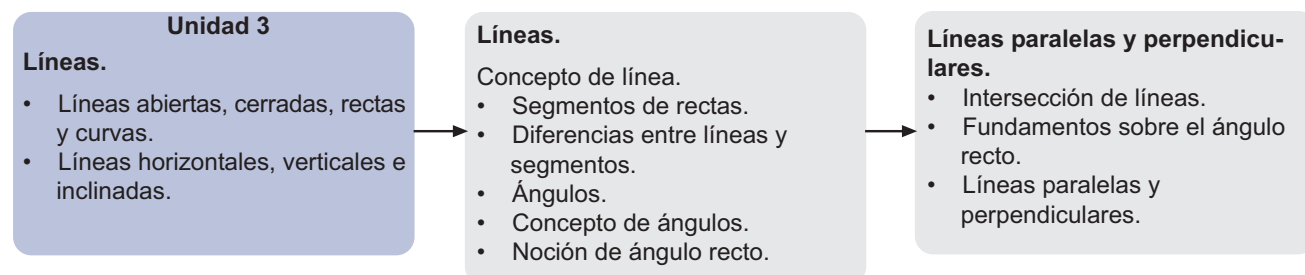 Unidad 3
Líneas.
• Líneas abiertas, cerradas, rectas
y curvas.
• Líneas horizontales, verticales e
inclinadas.
Líneas.
Concepto de línea.
• Segmentos de rectas.
• Diferencias entre líneas y
segmentos.
• Ángulos.
• Concepto de ángulos.
• Noción de ángulo recto.
Líneas paralelas y perpendicu-
lares.
• Intersección de líneas.
• Fundamentos sobre el ángulo
recto.
• Líneas paralelas y
perpendiculares.